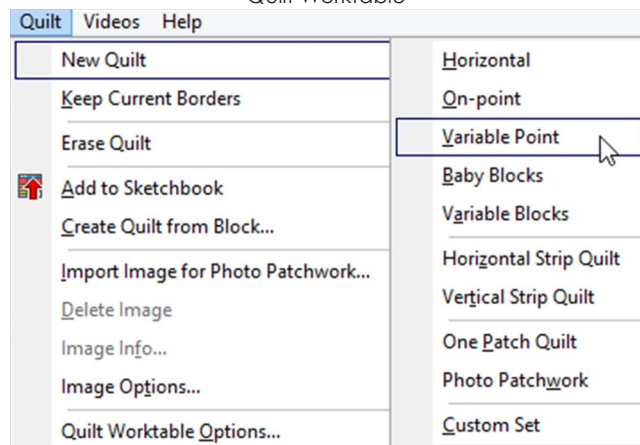 Quilt Worktable
Quilt Videos Help
New Quilt
Keep Current Borders
Erase Quilt
Add to Sketchbook
Create Quilt from Block...
Import Image for Photo Patchwork...
Delete Image
Image Info...
Image Options...
Quilt Worktable Options...
Horizontal
On-point
Variable Point
Baby Blocks
Variable Blocks
Horizontal Strip Quilt
Vertical Strip Quilt
One Patch Quilt
Photo Patchwork
Custom Set